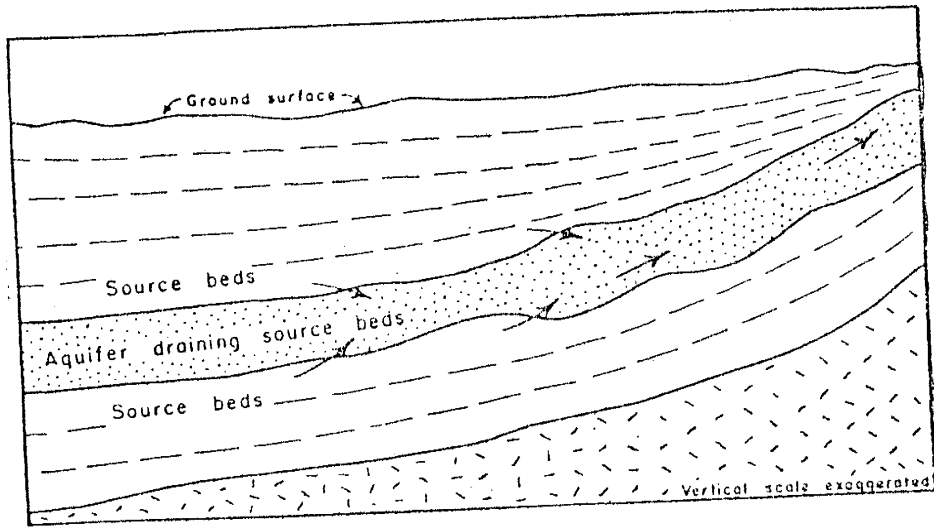 Ground surface
Source beds
Aquifer draining source beds
Source beds
Vertical scale exaggerated